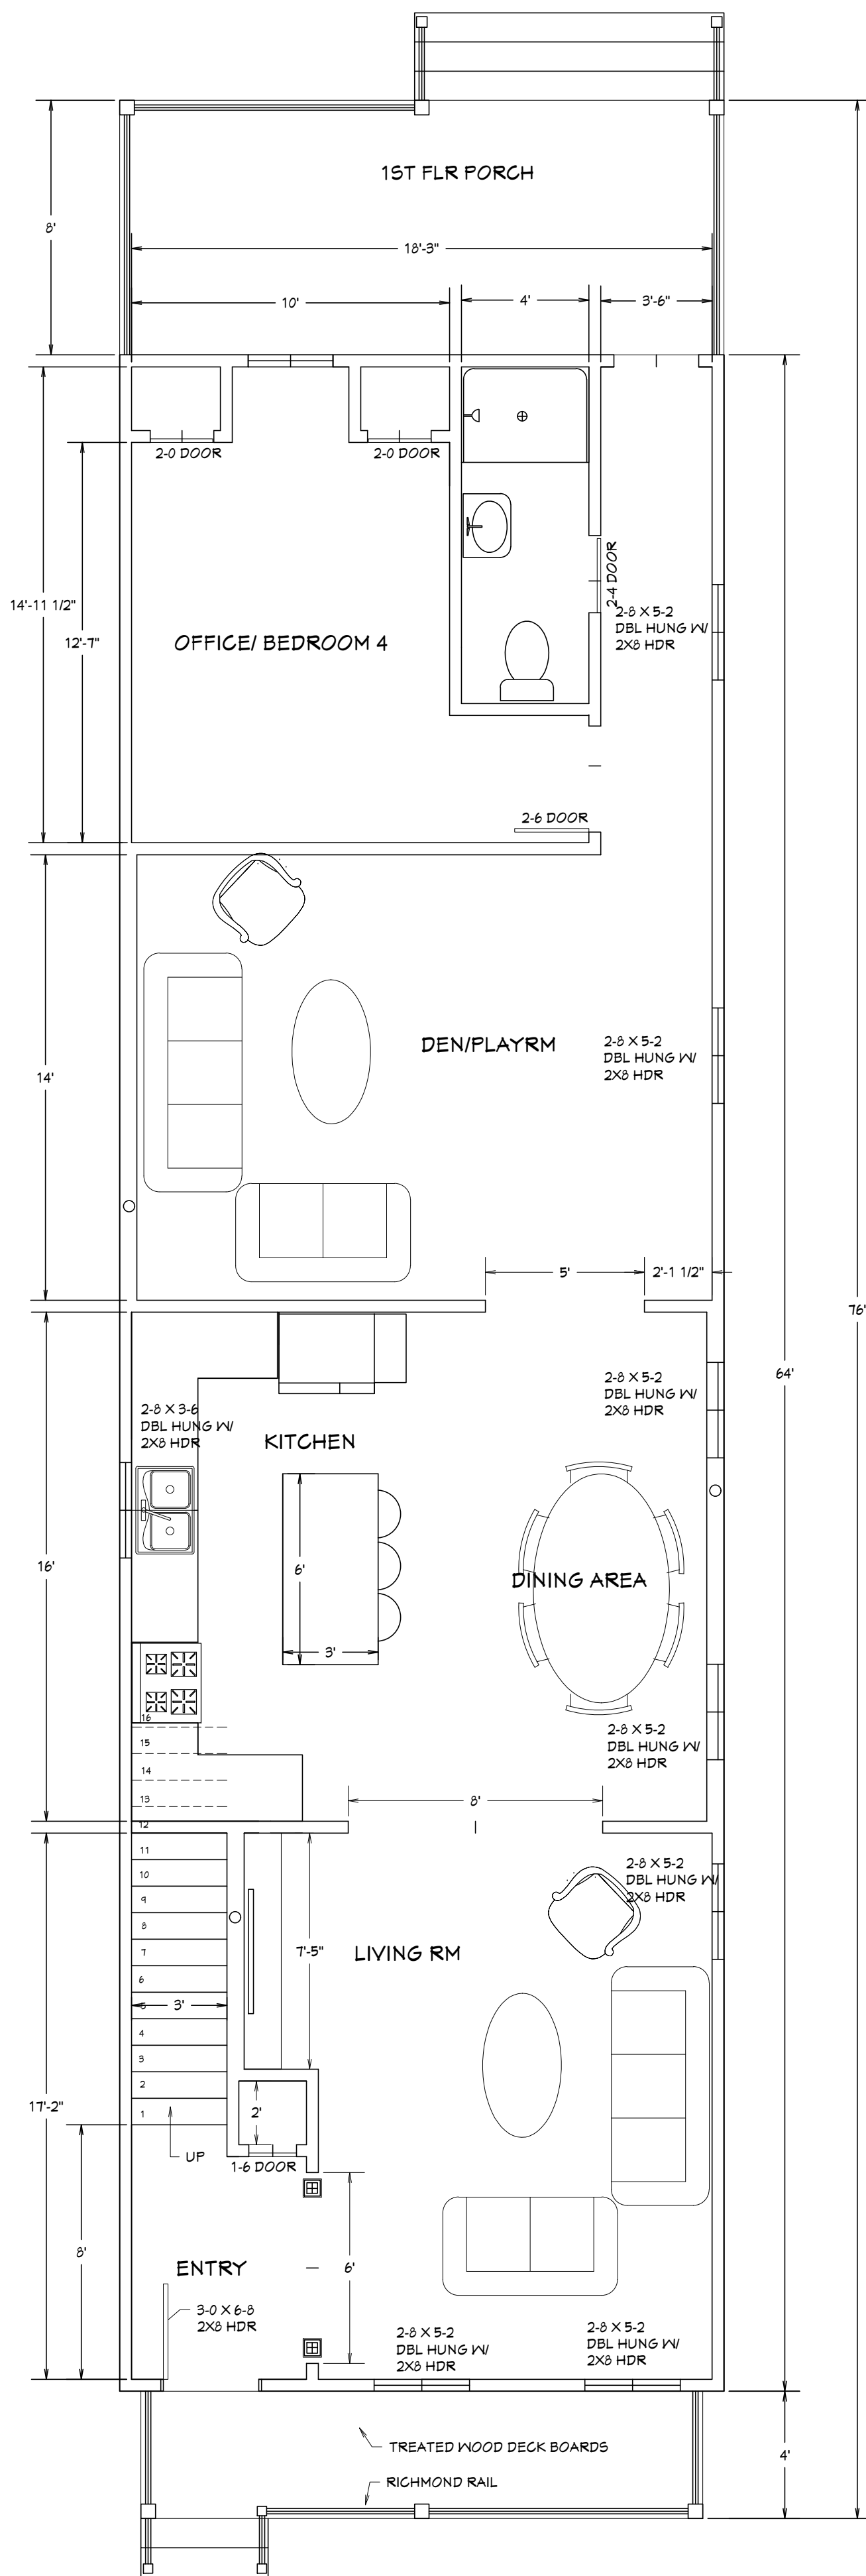 1ST FLR PORCH
8'
18'-3"
10'
4'
3'-6"
2-0 DOOR
2-0 DOOR
2-4 DOOR
14'-11 1/2"
12'-7"
2-8 X 5-2
DBL HUNG W/
2X8 HDR
OFFICE/ BEDROOM 4
2-6 DOOR
DEN/PLAYRM
2-8 X 5-2
DBL HUNG W/
2X8 HDR
14'
5'
2'-1 1/2"
76'
64'
2-8 X 5-2
DBL HUNG W/
2X8 HDR
2-8 X 3-6
DBL HUNG W/
2X8 HDR
KITCHEN
16'
6'
DINING AREA
3'
16
15
14
13
12
2-8 X 5-2
DBL HUNG W/
2X8 HDR
8'
11
10
9
8
7
6
5
4
3
2
1
2-8 X 5-2
DBL HUNG W/
2X8 HDR
7'-5"
LIVING RM
3'
17'-2"
2'
UP
1-6 DOOR
8'
ENTRY
6'
3-0 X 6-8
2X8 HDR
2-8 X 5-2
DBL HUNG W/
2X8 HDR
2-8 X 5-2
DBL HUNG W/
2X8 HDR
TREATED WOOD DECK BOARDS
4'
RICHMOND RAIL